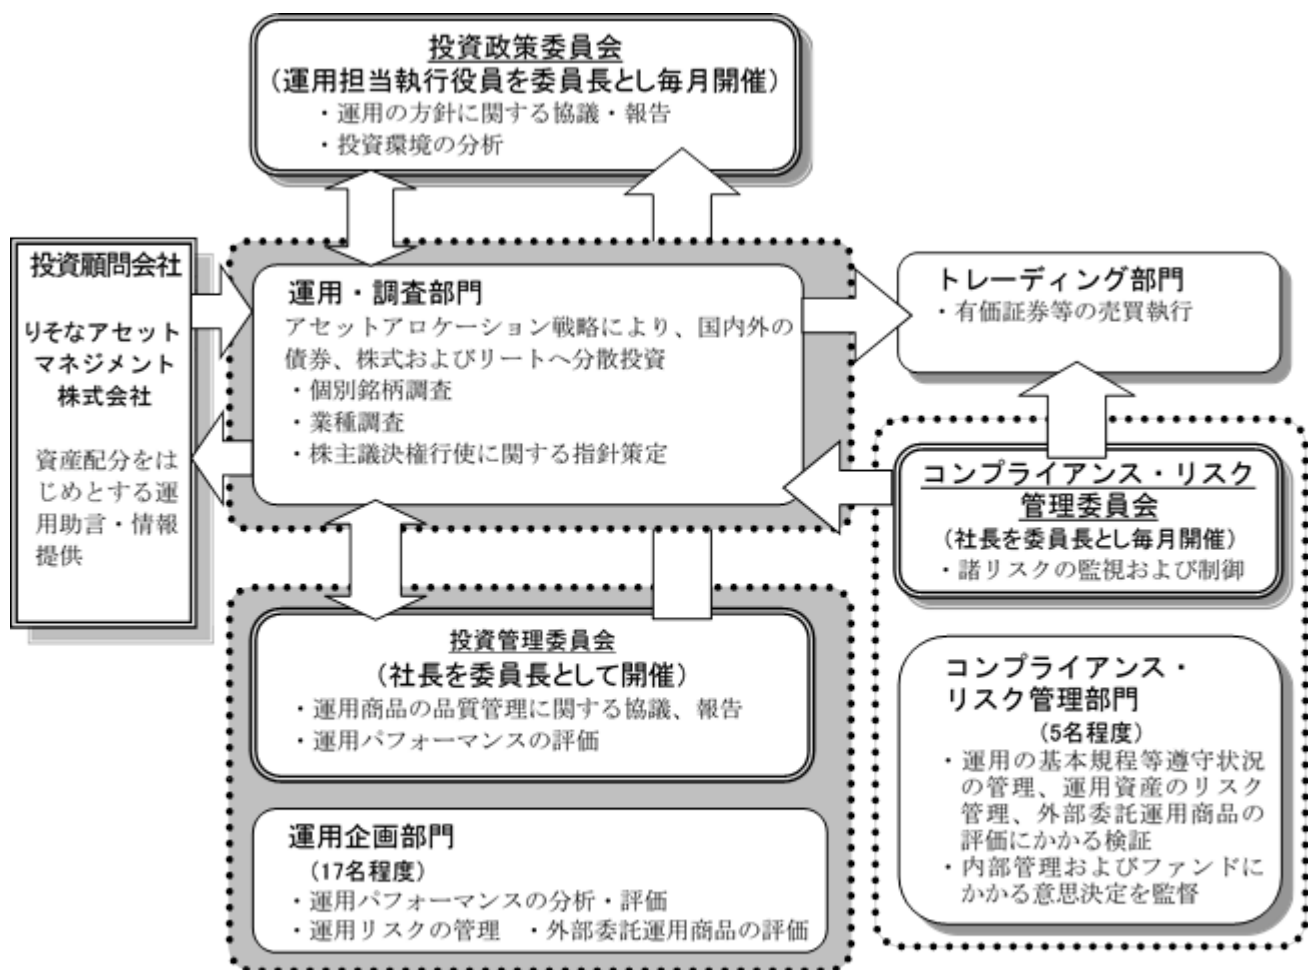 投資政策委員会
(運用担当執行役員を委員長とし毎月開催)
・運用の方針に関する協議・報告
・投資環境の分析
投資顧問会社
りそなアセット
マネジメント
株式会社
資産配分をは
じめとする運
用助言・情報
提供
運用・調査部門
アセットアロケーション戦略により、国内外の
債券、株式およびリートへ分散投資
・個別銘柄調査
・業種調査
・株主議決権行使に関する指針策定
トレーディング部門
・有価証券等の売買執行
コンプライアンス・リスク
管理委員会
(社長を委員長とし毎月開催)
・諸リスクの監視および制御
投資管理委員会
(社長を委員長として開催)
・運用商品の品質管理に関する協議、報告
・運用パフォーマンスの評価
運用企画部門
(17名程度)
・運用パフォーマンスの分析・評価
・運用リスクの管理 ・外部委託運用商品の評価
コンプライアンス・
リスク管理部門
(5名程度)
・運用の基本規程等遵守状況
の管理、運用資産のリスク
管理、外部委託運用商品の
評価にかかる検証
・内部管理およびファンドに
かかる意思決定を監督